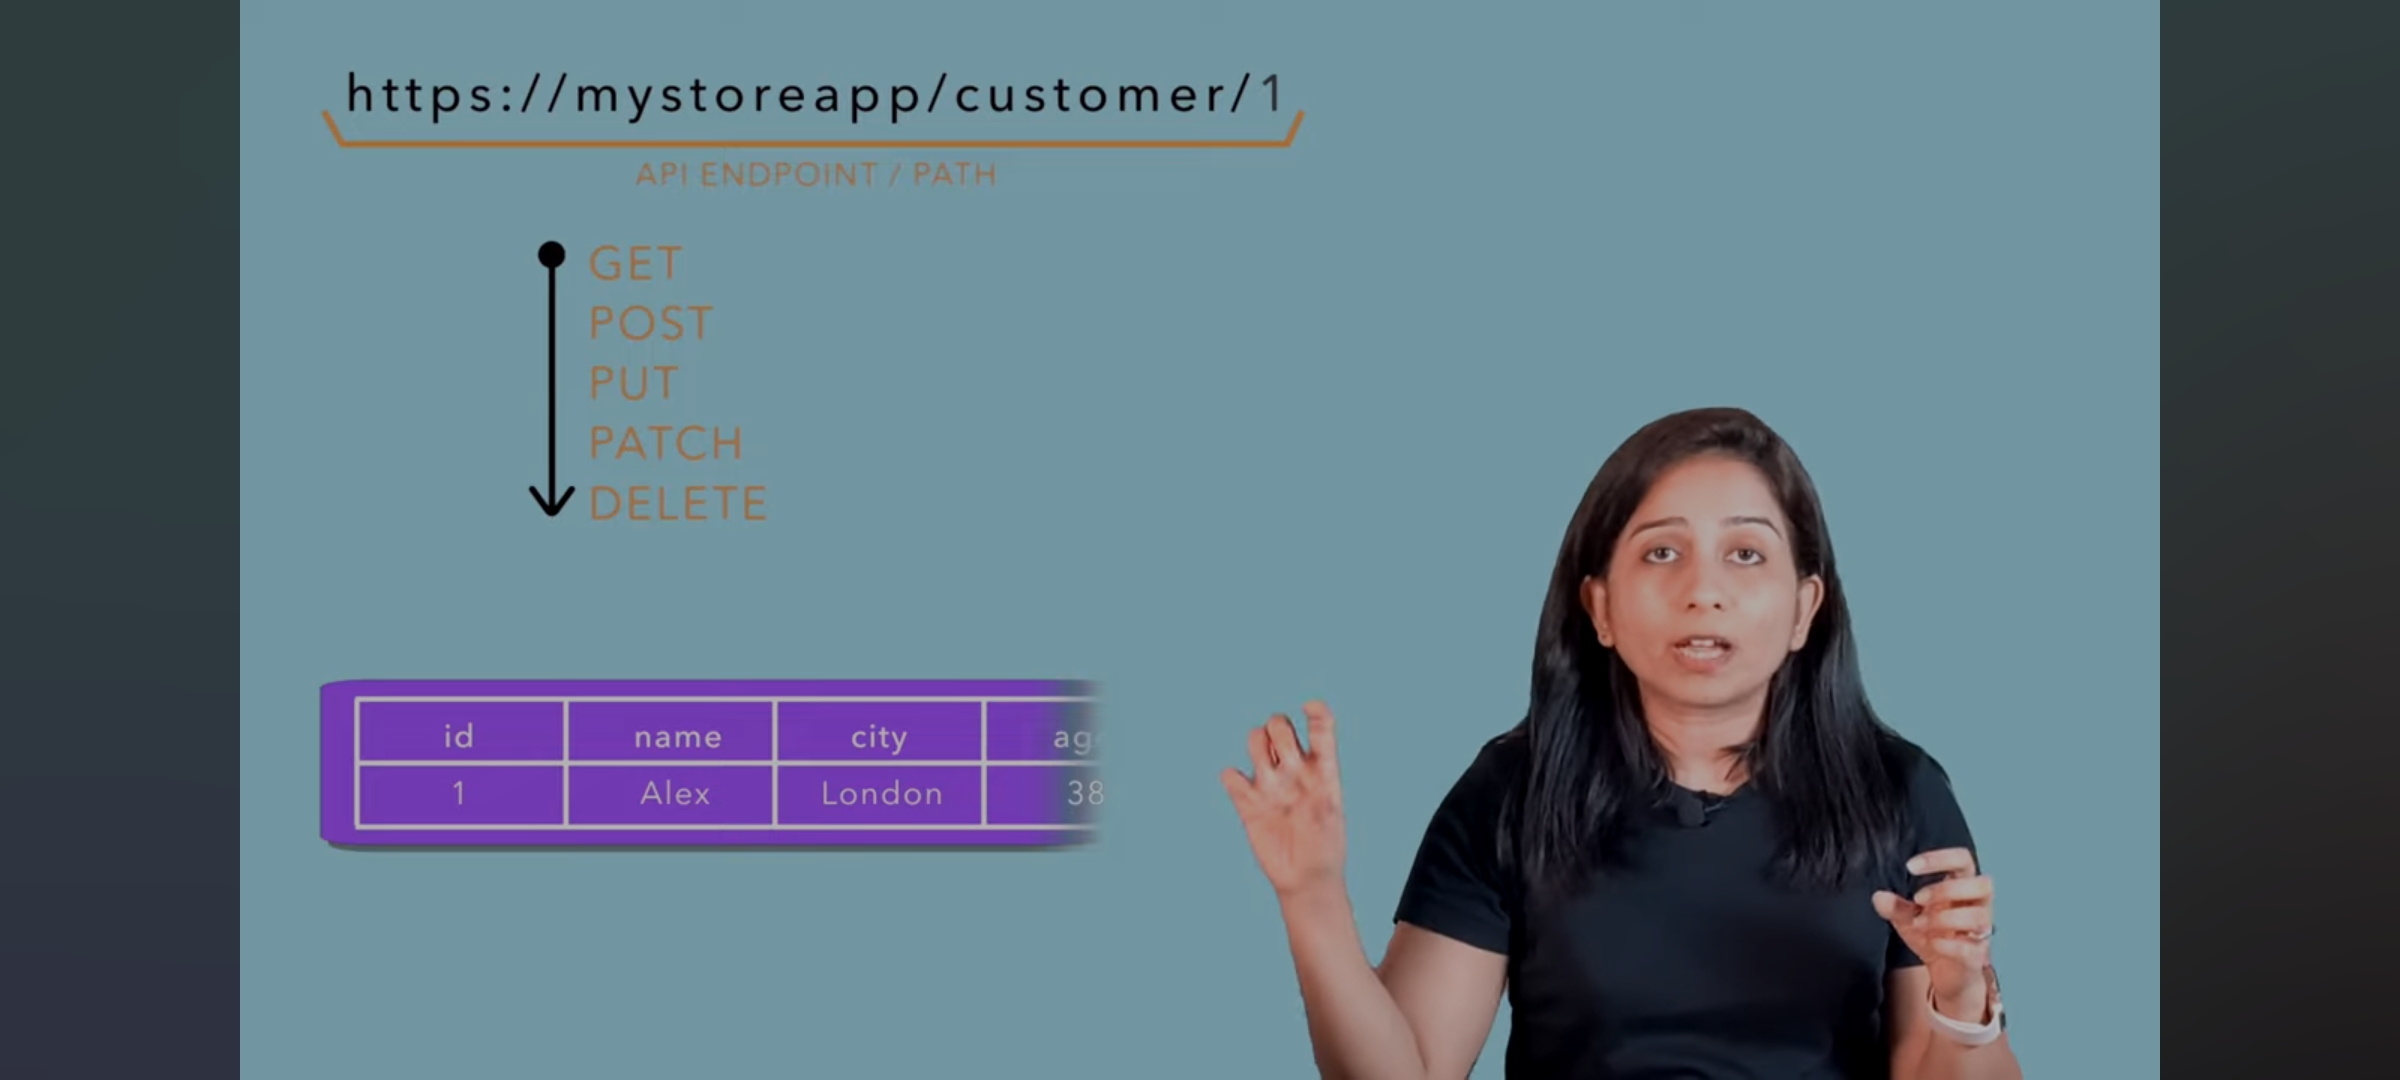 https://mystoreapp/customer/1
API ENDPOINT / PATH
GET
POST
PUT
PATCH
DELETE
id name city
1 Alex London 38